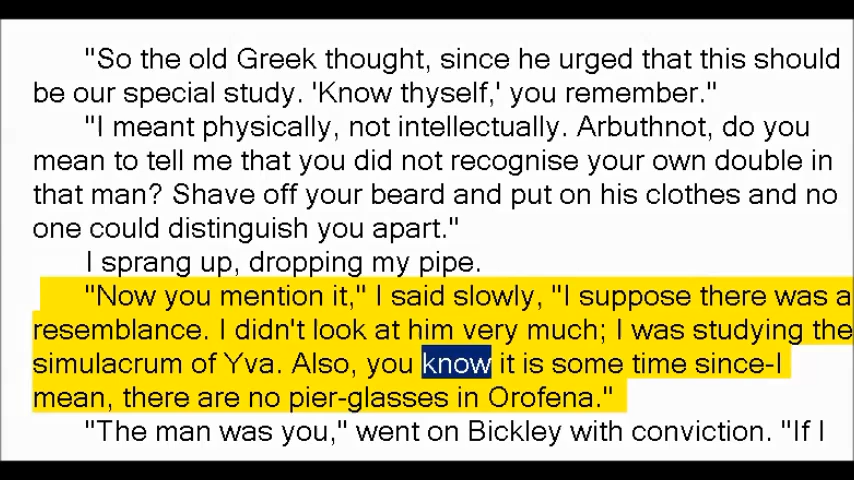 "So the old Greek thought, since he urged that this should
be our special study. 'Know thyself,' you remember."
"I meant physically, not intellectually. Arbuthnot, do you
mean to tell me that you did not recognise your own double in
that man? Shave off your beard and put on his clothes and no
one could distinguish you apart."
I sprang up, dropping my pipe.
"Now you mention it," I said slowly, "I suppose there was a
resemblance. I didn't look at him very much; I was studying the
simulacrum of Yva. Also, you know it is some time since-I
mean, there are no pier-glasses in Orofena."
"The man was you," went on Bickley with conviction. "If I